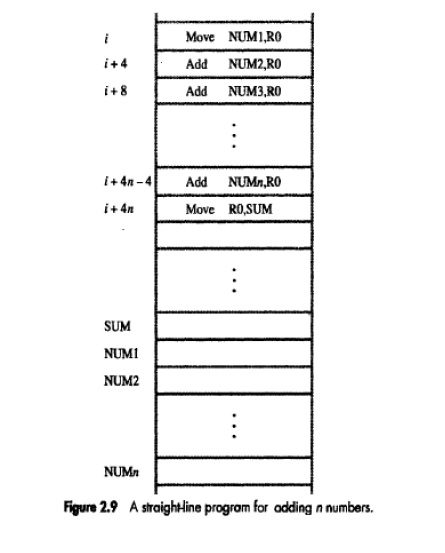 i Move NUM1,R0
i + 4 Add NUM2,R0
i + 8 Add NUM3,R0
i + 4n − 4 Add NUMn,R0
i + 4n Move R0,SUM
SUM
NUM1
NUM2
NUMn
Figure 2.9 A straight-line program for adding n numbers.